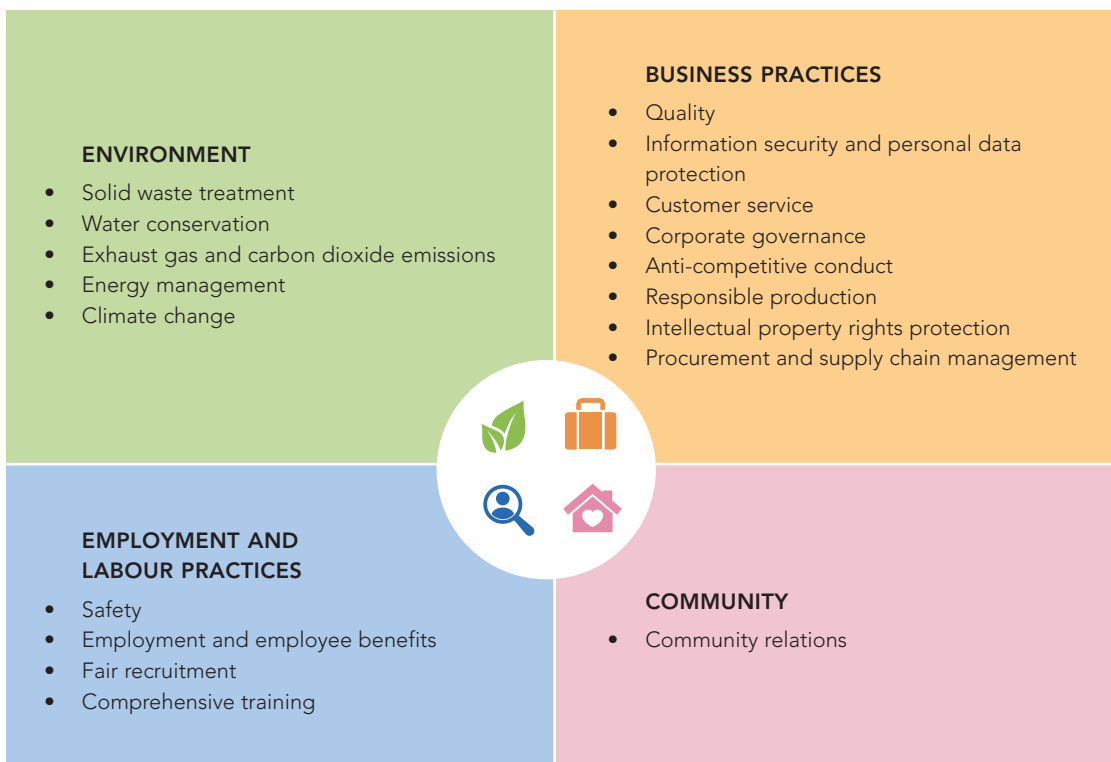 ENVIRONMENT
• Solid waste treatment
• Water conservation
• Exhaust gas and carbon dioxide emissions
• Energy management
• Climate change
BUSINESS PRACTICES
• Quality
• Information security and personal data
protection
• Customer service
• Corporate governance
• Anti-competitive conduct
• Responsible production
• Intellectual property rights protection
• Procurement and supply chain management
EMPLOYMENT AND
LABOUR PRACTICES
• Safety
• Employment and employee benefits
• Fair recruitment
• Comprehensive training
COMMUNITY
• Community relations